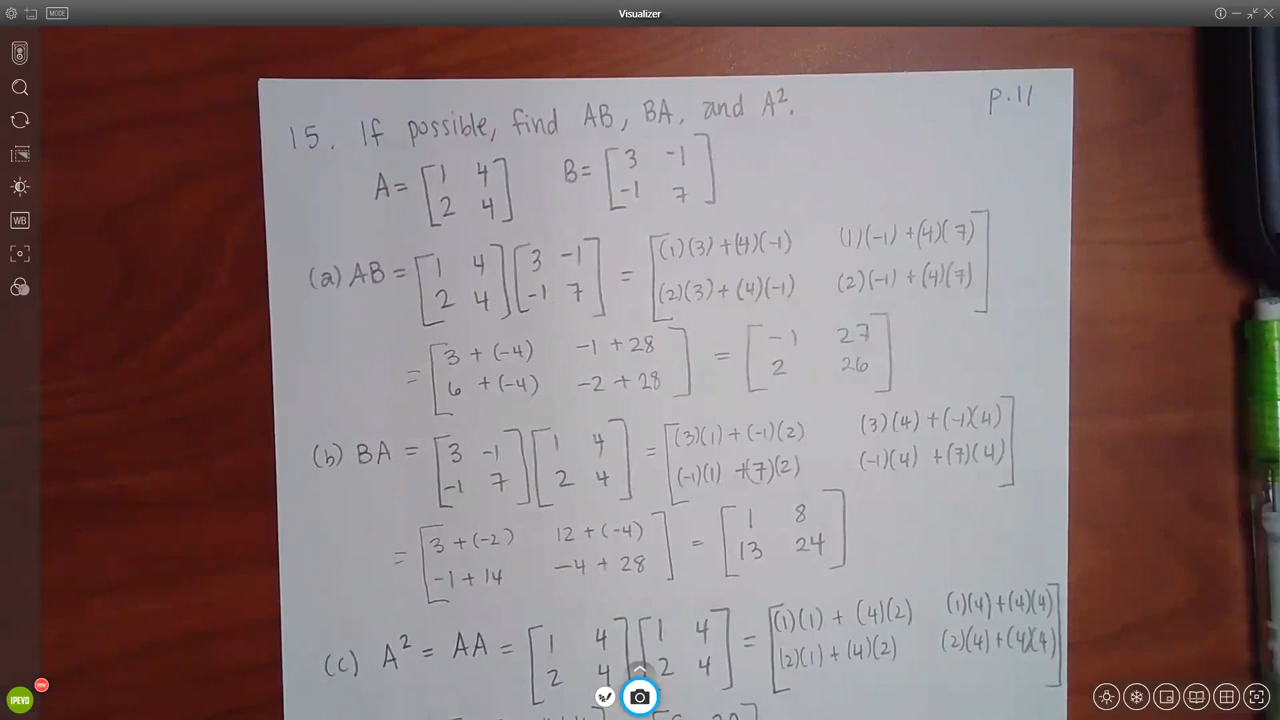 MODE
Visualizer
WB
p.11
15. If possible, find AB, BA, and A².
A = [1 4; 2 4] B = [3 -1; -1 7]
(a) AB = [1 4; 2 4] [3 -1; -1 7] = [(1)(3) + (4)(-1) (1)(-1) + (4)(7); (2)(3) + (4)(-1) (2)(-1) + (4)(7)]
= [3 + (-4) -1 + 28; 6 + (-4) -2 + 28] = [-1 27; 2 26]
(b) BA = [3 -1; -1 7] [1 4; 2 4] = [(3)(1) + (-1)(2) (3)(4) + (-1)(4); (-1)(1) + (7)(2) (-1)(4) + (7)(4)]
= [3 + (-2) 12 + (-4); -1 + 14 -4 + 28] = [1 8; 13 24]
(c) A² = AA = [1 4; 2 4] [1 4; 2 4] = [(1)(1) + (4)(2) (1)(4) + (4)(4); (2)(1) + (4)(2) (2)(4) + (4)(4)]
IPEVO
new